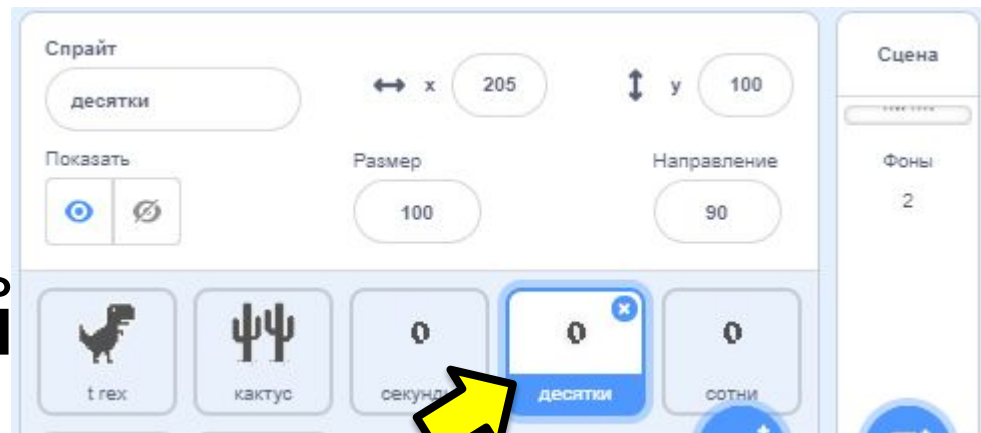 Спрайт
десятки
x 205
y 100
Сцена
Показать
Размер
100
Направление
90
Фоны
2
0 0 0
t rex кактус десятки сотни